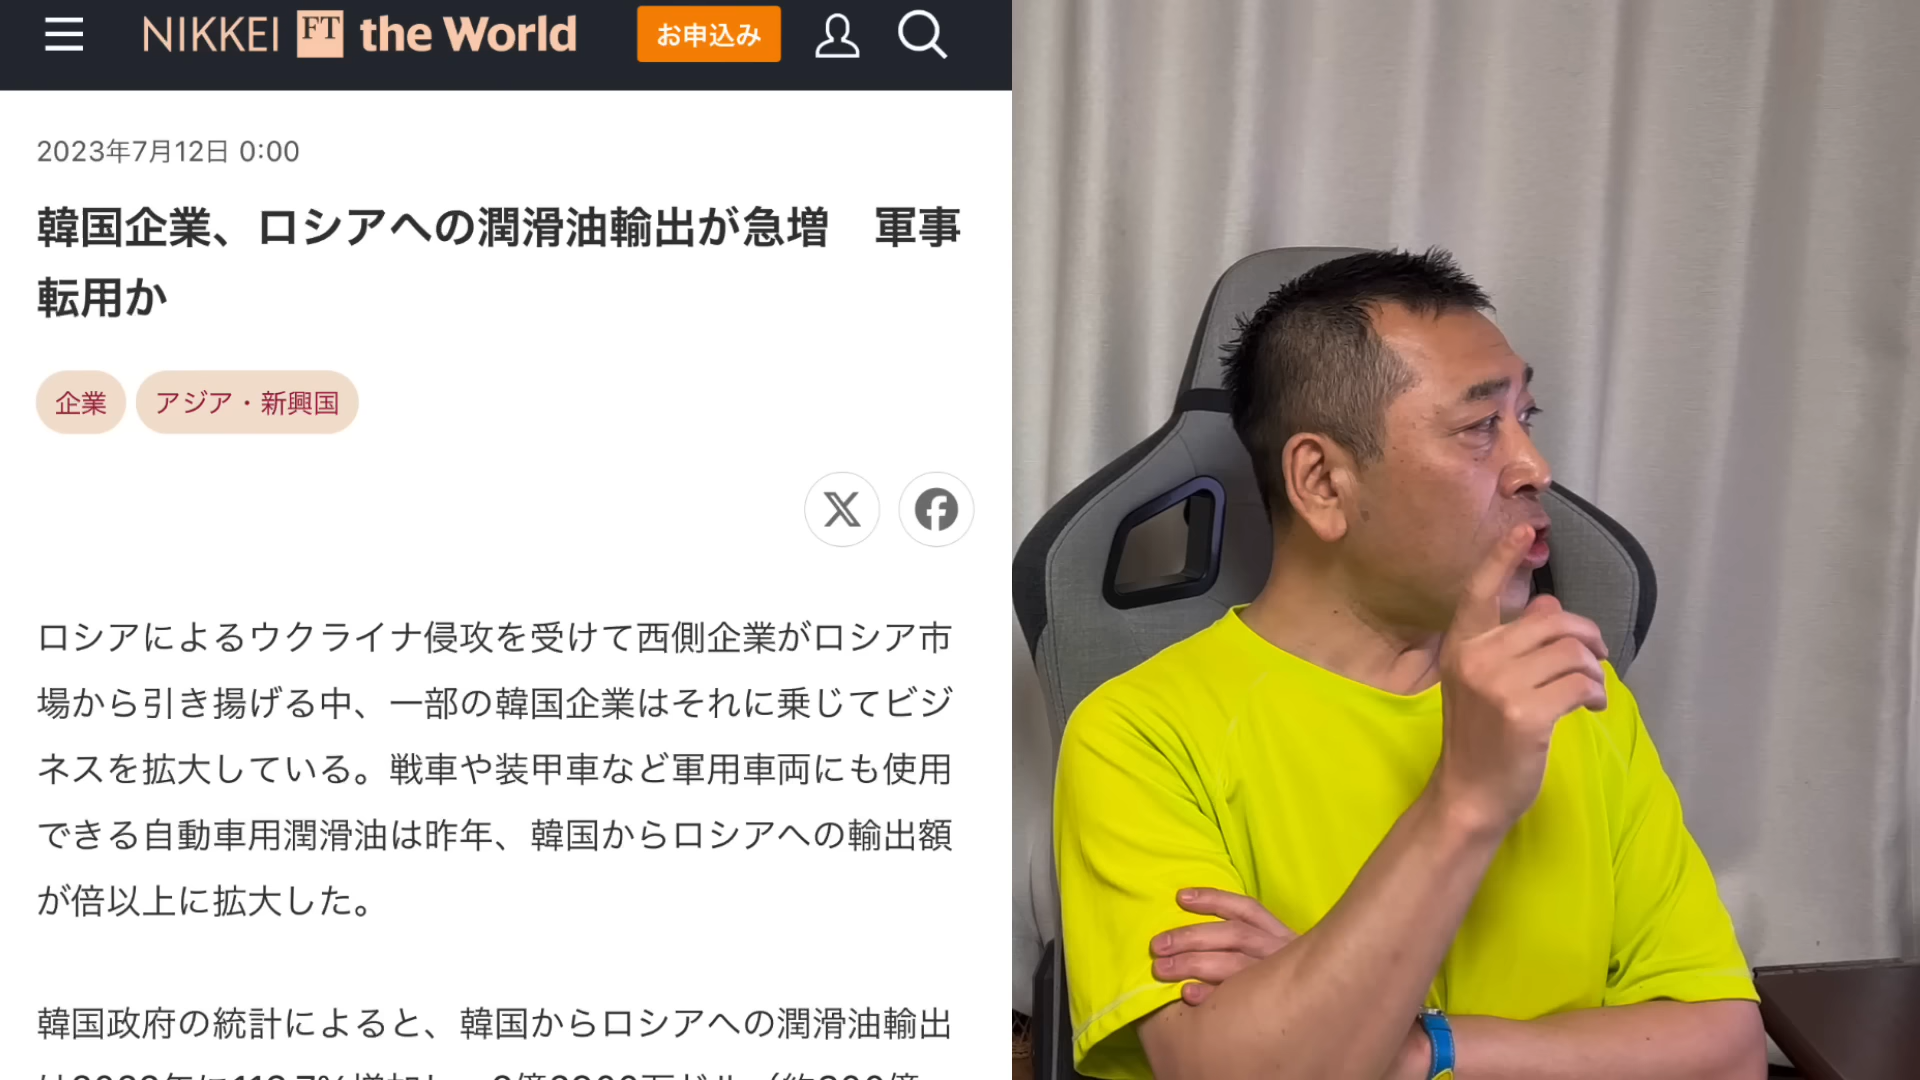 NIKKEI FT the World お申込み
2023年7月12日 0:00
韓国企業、ロシアへの潤滑油輸出が急増　軍事
転用か
企業 アジア・新興国
ロシアによるウクライナ侵攻を受けて西側企業がロシア市
場から引き揚げる中、一部の韓国企業はそれに乗じてビジ
ネスを拡大している。戦車や装甲車など軍用車両にも使用
できる自動車用潤滑油は昨年、韓国からロシアへの輸出額
が倍以上に拡大した。
韓国政府の統計によると、韓国からロシアへの潤滑油輸出